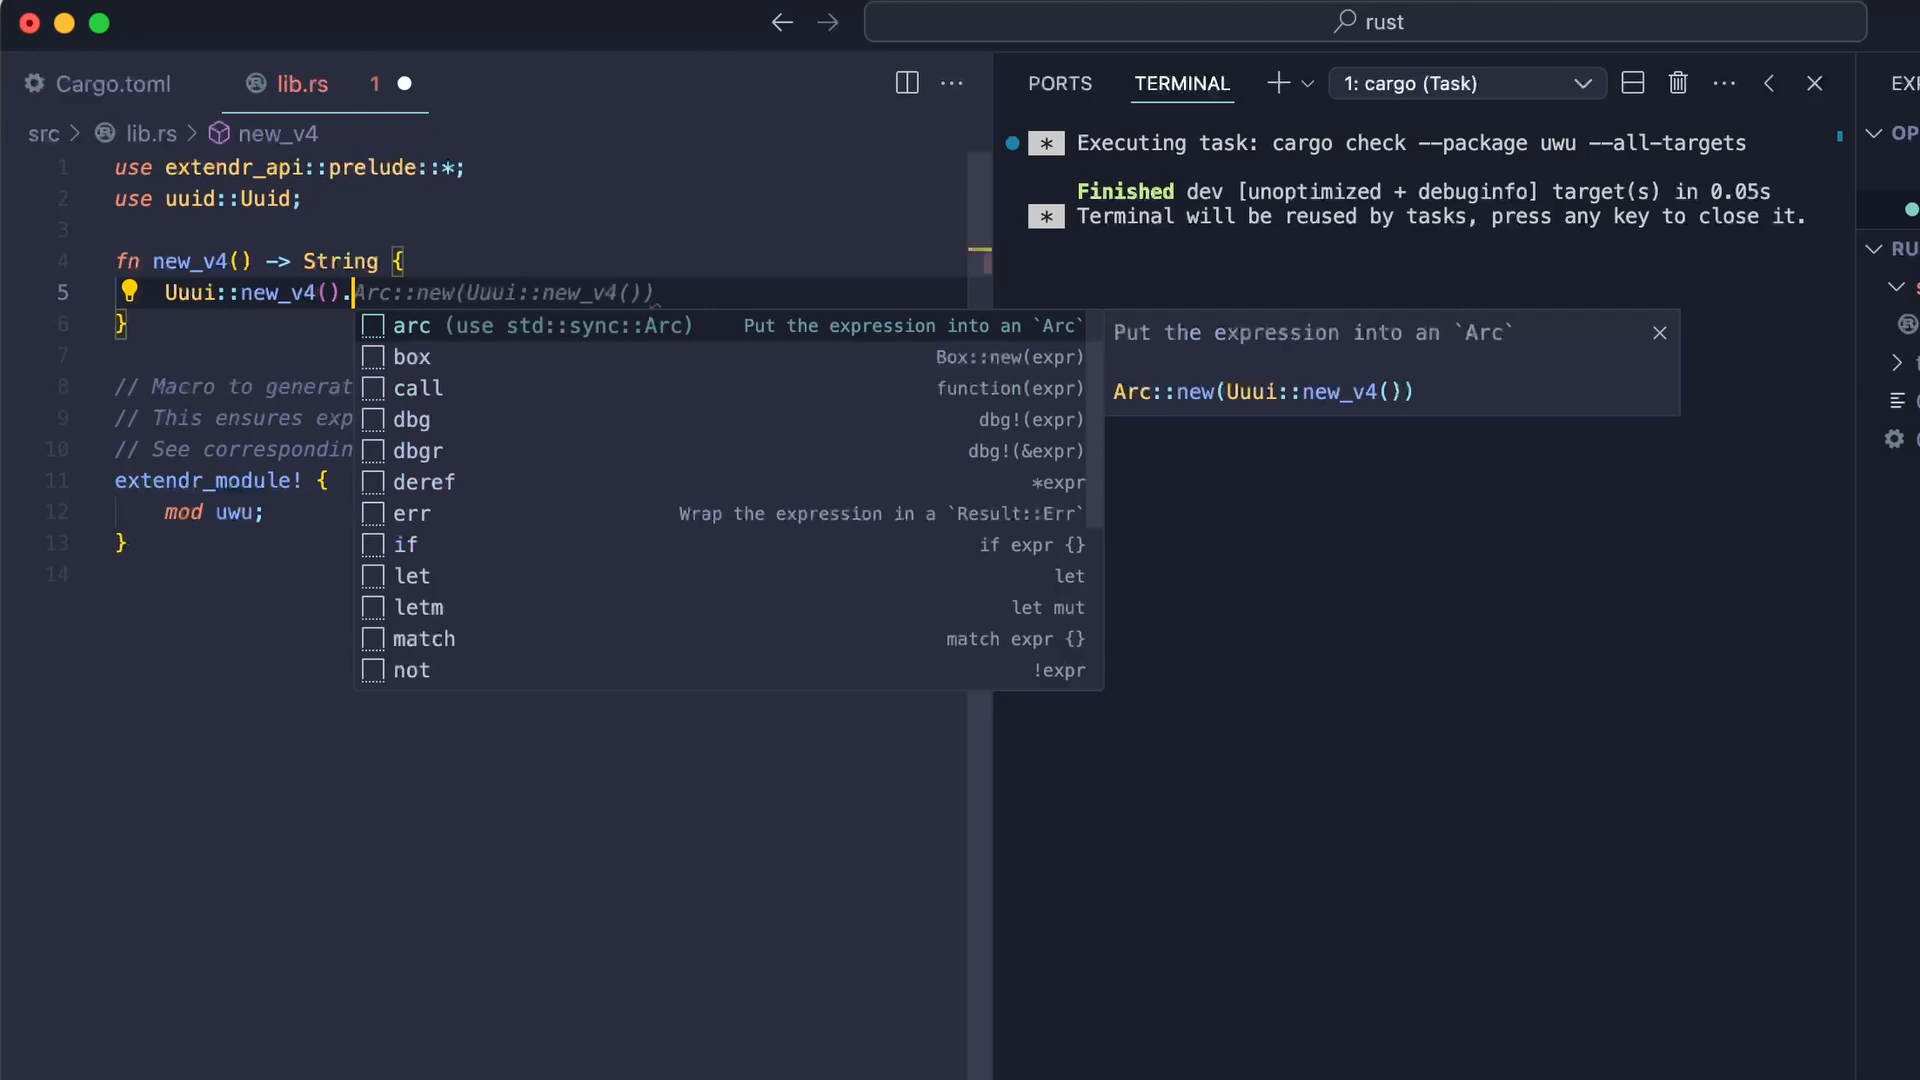 rust
Cargo.toml
lib.rs 1
src > lib.rs > new_v4
1 use extendr_api::prelude::*;
2 use uuid::Uuid;
3
4 fn new_v4() -> String {
5 Uuui::new_v4().Arc::new(Uuui::new_v4())
6 }
7
8 // Macro to generat
9 // This ensures exp
10 // See correspondin
11 extendr_module! {
12 mod uwu;
13 }
14
arc (use std::sync::Arc) Put the expression into an `Arc`
box Box::new(expr)
call function(expr)
dbg dbg!(expr)
dbgr dbg!(&expr)
deref *expr
err Wrap the expression in a `Result::Err`
if if expr {}
let let
letm let mut
match match expr {}
not !expr
Put the expression into an `Arc`
Arc::new(Uuui::new_v4())
PORTS TERMINAL 1: cargo (Task)
* Executing task: cargo check --package uwu --all-targets
Finished dev [unoptimized + debuginfo] target(s) in 0.05s
* Terminal will be reused by tasks, press any key to close it.
EXP
OP
RU